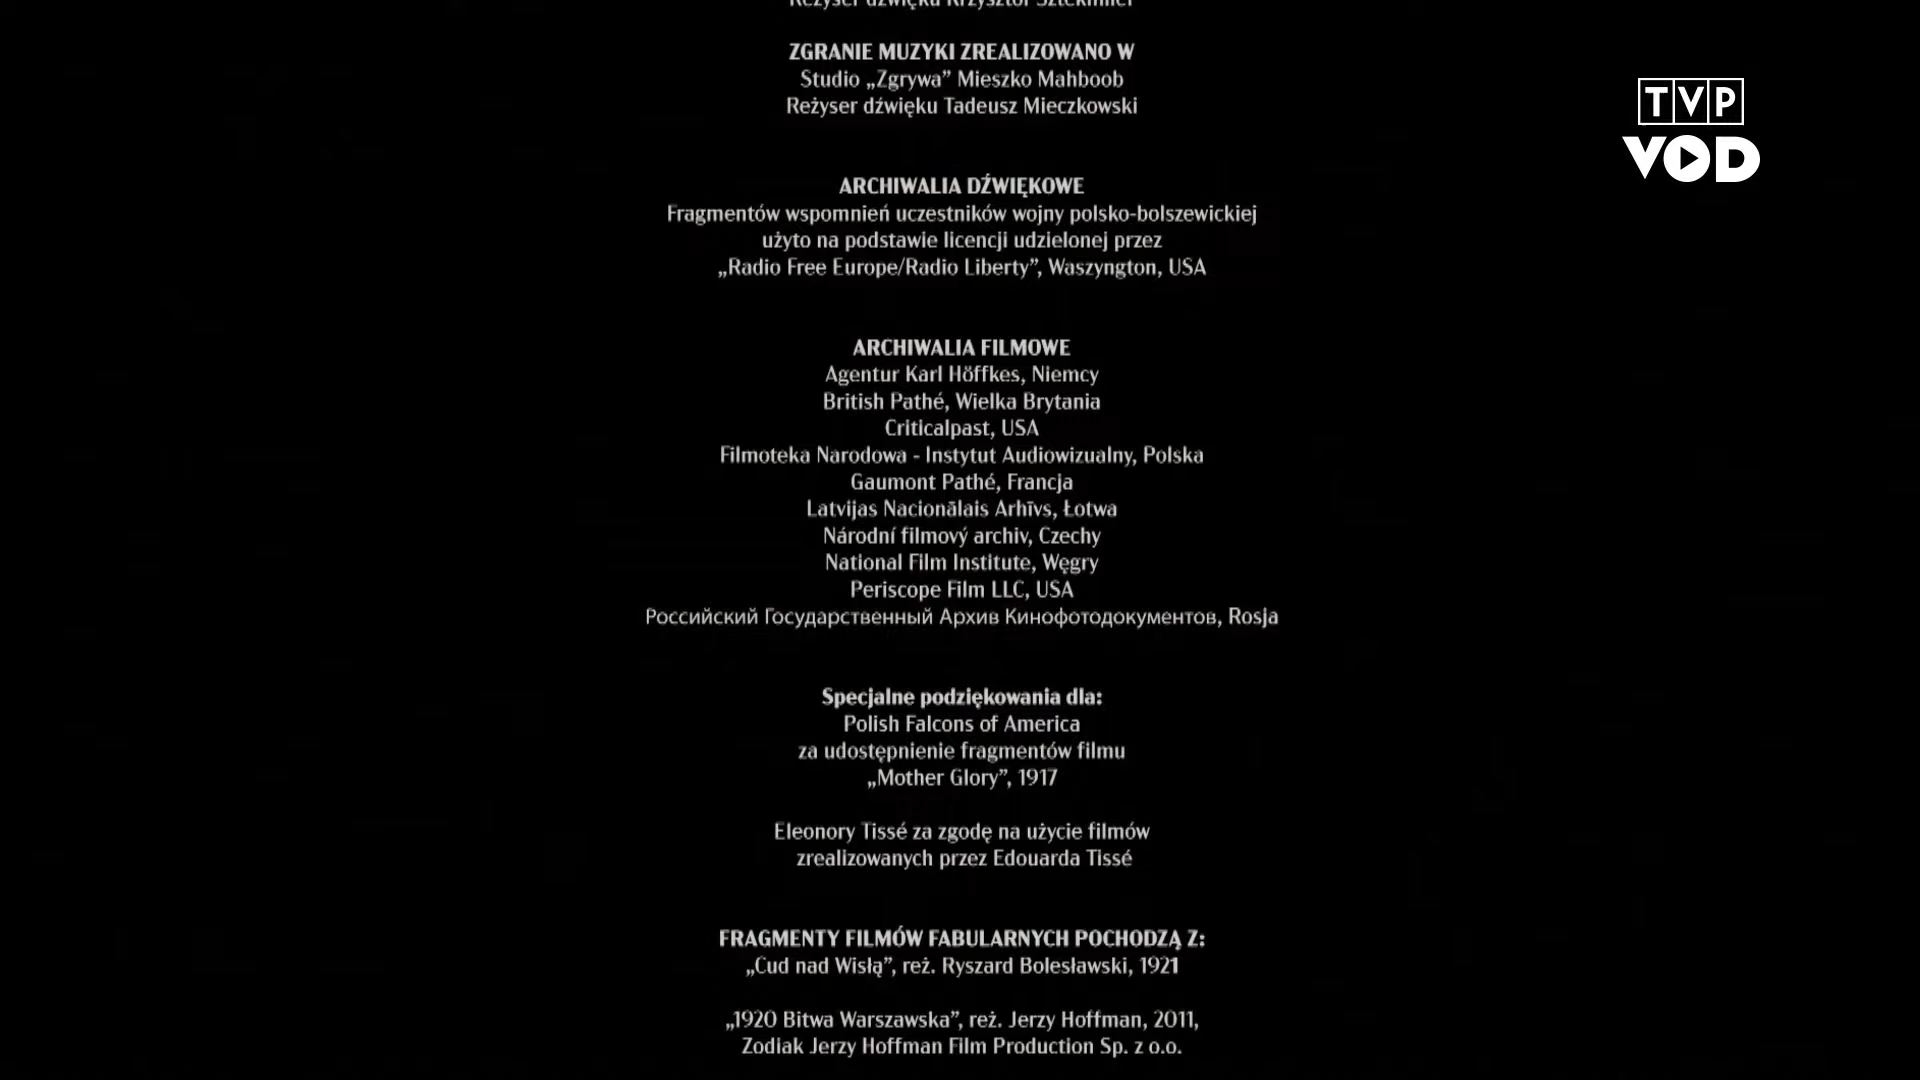 Reżyser dźwięku Krzysztof Sztekmiler
ZGRANIE MUZYKI ZREALIZOWANO W
Studio „Zgrywa” Mieszko Mahboob
Reżyser dźwięku Tadeusz Mieczkowski
TVP
VOD
ARCHIWALIA DŹWIĘKOWE
Fragmentów wspomnień uczestników wojny polsko-bolszewickiej
użyto na podstawie licencji udzielonej przez
„Radio Free Europe/Radio Liberty”, Waszyngton, USA
ARCHIWALIA FILMOWE
Agentur Karl Höffkes, Niemcy
British Pathé, Wielka Brytania
Criticalpast, USA
Filmoteka Narodowa - Instytut Audiowizualny, Polska
Gaumont Pathé, Francja
Latvijas Nacionālais Arhīvs, Łotwa
Národní filmový archiv, Czechy
National Film Institute, Węgry
Periscope Film LLC, USA
Российский Государственный Архив Кинофотодокументов, Rosja
Specjalne podziękowania dla:
Polish Falcons of America
za udostępnienie fragmentów filmu
„Mother Glory”, 1917
Eleonory Tissé za zgodę na użycie filmów
zrealizowanych przez Edouarda Tissé
FRAGMENTY FILMÓW FABULARNYCH POCHODZĄ Z:
„Cud nad Wisłą”, reż. Ryszard Bolesławski, 1921
„1920 Bitwa Warszawska”, reż. Jerzy Hoffman, 2011,
Zodiak Jerzy Hoffman Film Production Sp. z o.o.